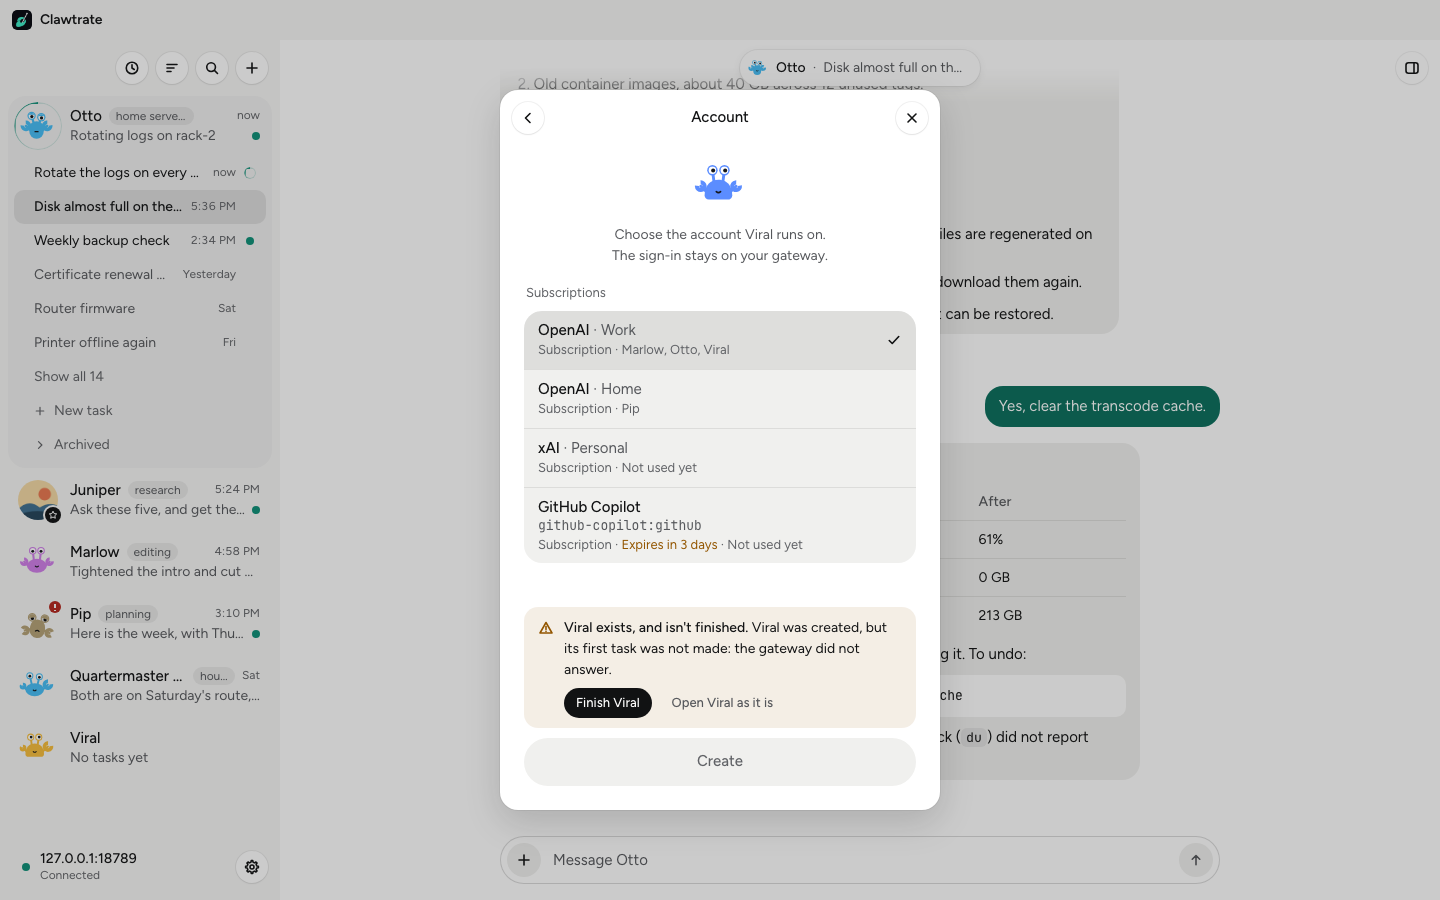 Clawtrate
Otto · Disk almost full on th...
Otto home serve... now
Rotating logs on rack-2
Rotate the logs on every ... now
Disk almost full on the... 5:36 PM
Weekly backup check 2:34 PM
Certificate renewal ... Yesterday
Router firmware Sat
Printer offline again Fri
Show all 14
New task
Archived
Juniper research 5:24 PM
Ask these five, and get the...
Marlow editing 4:58 PM
Tightened the intro and cut ...
Pip planning 3:10 PM
Here is the week, with Thu...
Quartermaster ... hou... Sat
Both are on Saturday's route,...
Viral
No tasks yet
127.0.0.1:18789
Connected
2. Old container images, about 40 GB across 12 unused tags.
iles are regenerated on
download them again.
can be restored.
Yes, clear the transcode cache.
After
61%
0 GB
213 GB
g it. To undo:
che
ck ( du ) did not report
Message Otto
Account
Choose the account Viral runs on.
The sign-in stays on your gateway.
Subscriptions
OpenAI · Work
Subscription · Marlow, Otto, Viral
OpenAI · Home
Subscription · Pip
xAI · Personal
Subscription · Not used yet
GitHub Copilot
github-copilot:github
Subscription · Expires in 3 days · Not used yet
Viral exists, and isn't finished. Viral was created, but
its first task was not made: the gateway did not
answer.
Finish Viral
Open Viral as it is
Create